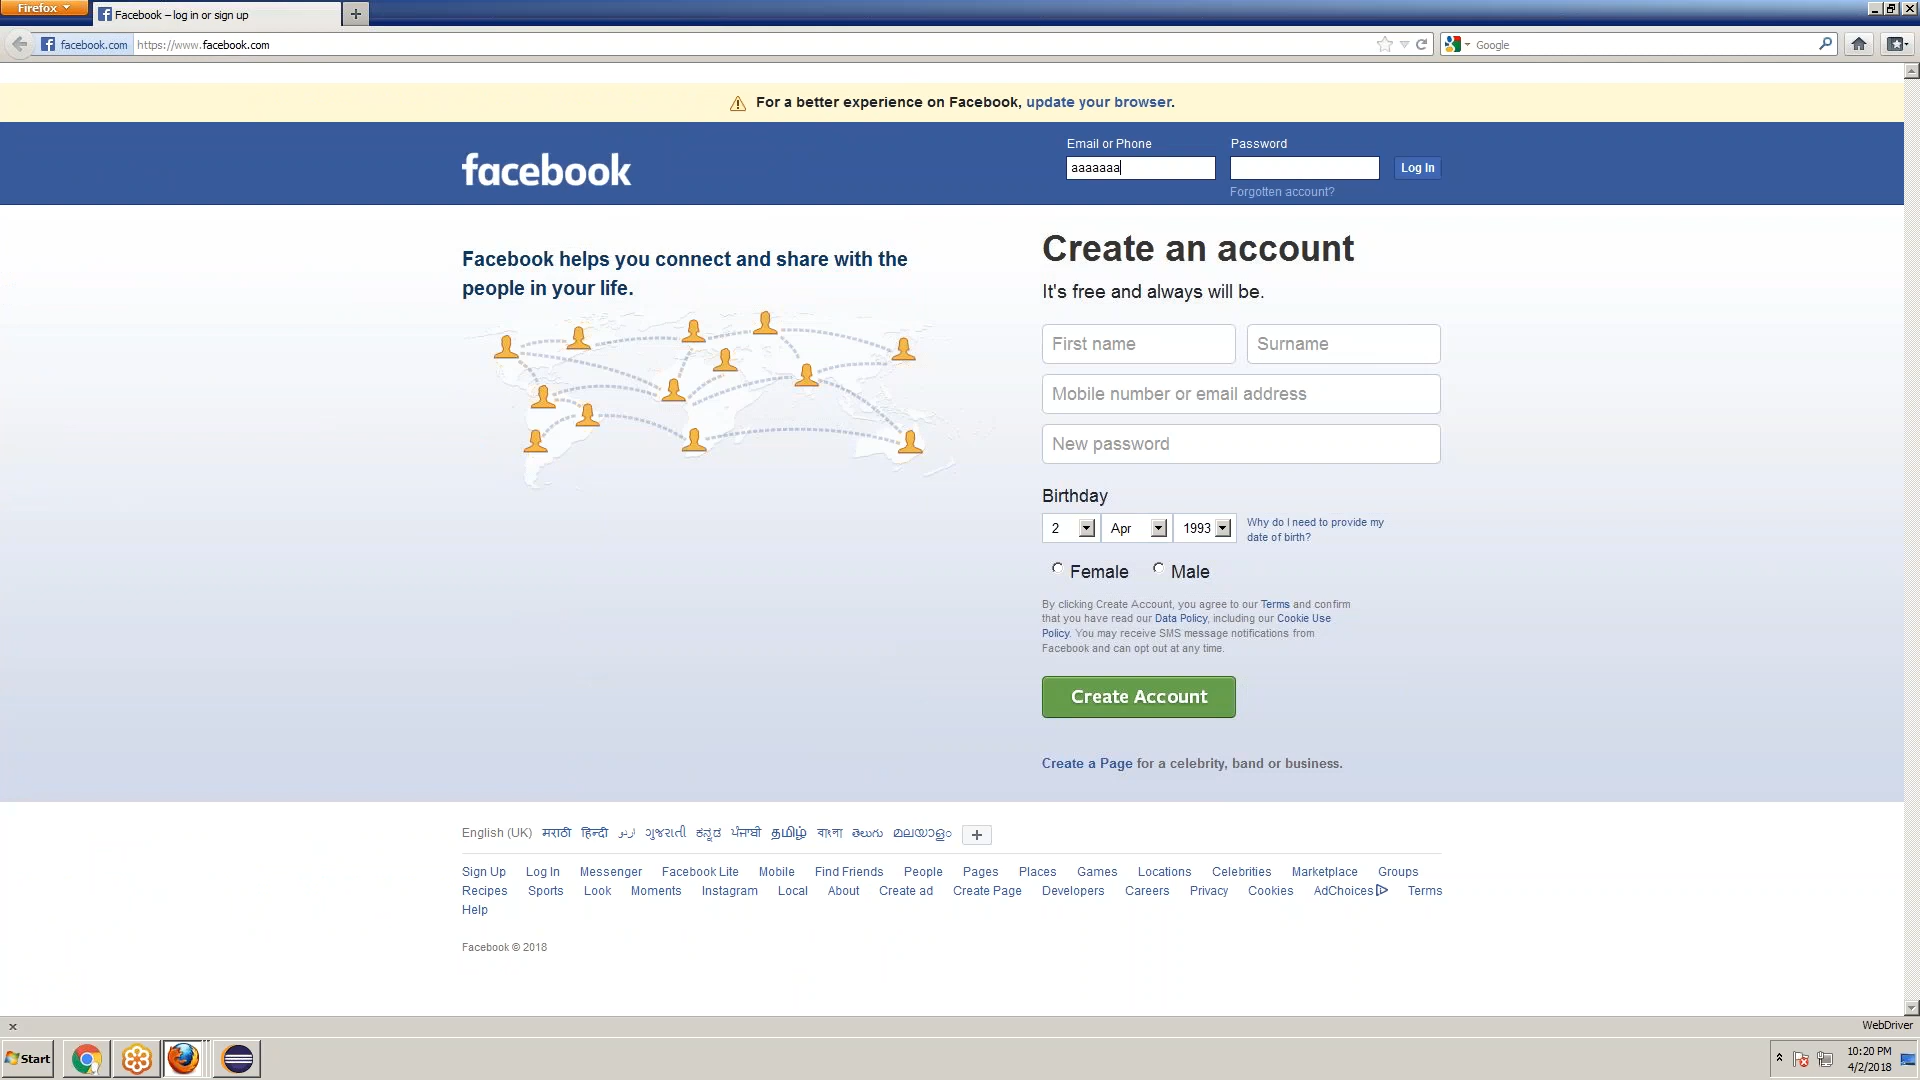 Firefox
Facebook – log in or sign up
facebook.com https://www.facebook.com
Google
For a better experience on Facebook, update your browser.
facebook
Email or Phone Password
aaaaaaa
Log In
Forgotten account?
Facebook helps you connect and share with the
people in your life.
Create an account
It's free and always will be.
First name Surname
Mobile number or email address
New password
Birthday
2 Apr 1993
Why do I need to provide my
date of birth?
Female Male
By clicking Create Account, you agree to our Terms and confirm
that you have read our Data Policy, including our Cookie Use
Policy. You may receive SMS message notifications from
Facebook and can opt out at any time.
Create Account
Create a Page for a celebrity, band or business.
English (UK) मराठी हिन्दी اردو ગુજરાતી ಕನ್ನಡ ਪੰਜਾਬੀ தமிழ் বাংলা తెలుగు മലയാളം +
Sign Up Log In Messenger Facebook Lite Mobile Find Friends People Pages Places Games Locations Celebrities Marketplace Groups
Recipes Sports Look Moments Instagram Local About Create ad Create Page Developers Careers Privacy Cookies AdChoices Terms
Help
Facebook © 2018
WebDriver
Start
10:20 PM
4/2/2018